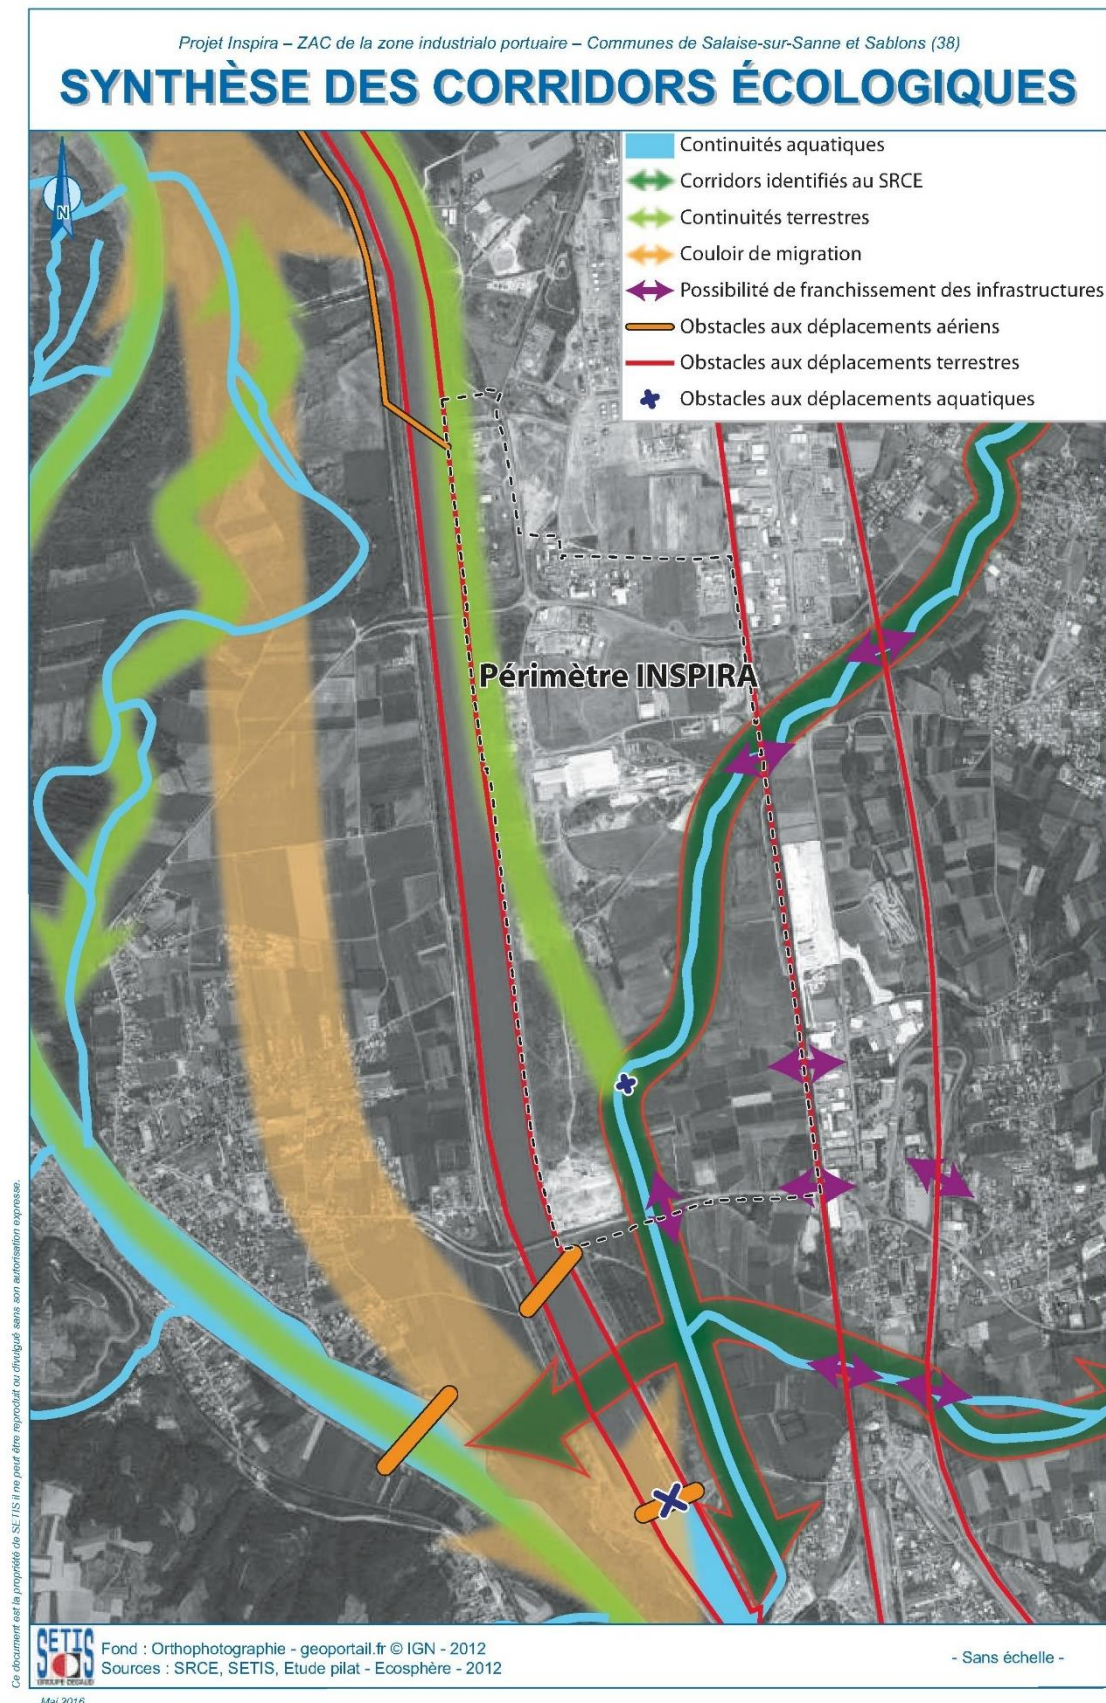 Projet Inspira – ZAC de la zone industrialo portuaire – Communes de Salaise-sur-Sanne et Sablons (38)
SYNTHÈSE DES CORRIDORS ÉCOLOGIQUES
Continuités aquatiques
Corridors identifiés au SRCE
Continuités terrestres
Couloir de migration
Possibilité de franchissement des infrastructures
Obstacles aux déplacements aériens
Obstacles aux déplacements terrestres
Obstacles aux déplacements aquatiques
N
Périmètre INSPIRA
Ce document est la propriété de SETIS il ne peut être reproduit ou divulgué sans son autorisation expresse.
SETIS
GROUPE DEGAUD
Fond : Orthophotographie - geoportail.fr © IGN - 2012
Sources : SRCE, SETIS, Etude pilat - Ecosphère - 2012
- Sans échelle -
Mai 2016